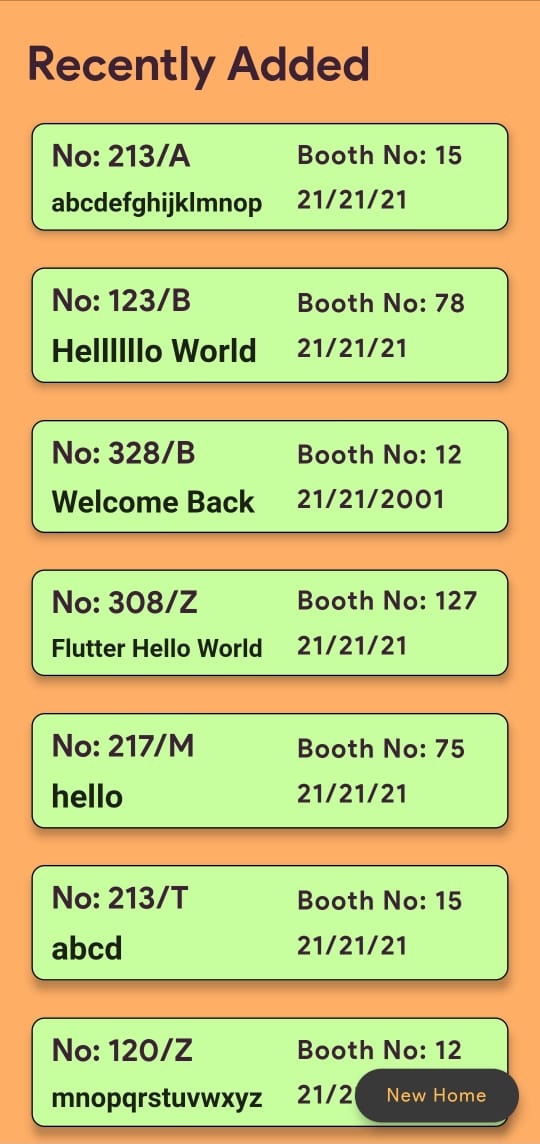 Recently Added
No: 213/A
Booth No: 15
abcdefghijklmnop
21/21/21
No: 123/B
Booth No: 78
Helllllllo World
21/21/21
No: 328/B
Booth No: 12
Welcome Back
21/21/2001
No: 308/Z
Booth No: 127
Flutter Hello World
21/21/21
No: 217/M
Booth No: 75
hello
21/21/21
No: 213/T
Booth No: 15
abcd
21/21/21
No: 120/Z
Booth No: 12
mnopqrstuvwxyz
21/2
New Home